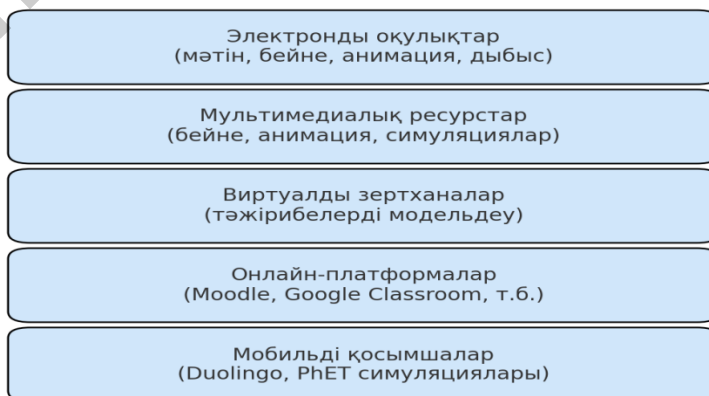 Электронды оқулықтар
(мәтін, бейне, анимация, дыбыс)
Мультимедиалық ресурстар
(бейне, анимация, симуляциялар)
Виртуалды зертханалар
(тәжірибелерді модельдеу)
Онлайн-платформалар
(Moodle, Google Classroom, т.б.)
Мобильді қосымшалар
(Duolingo, PhET симуляциялары)